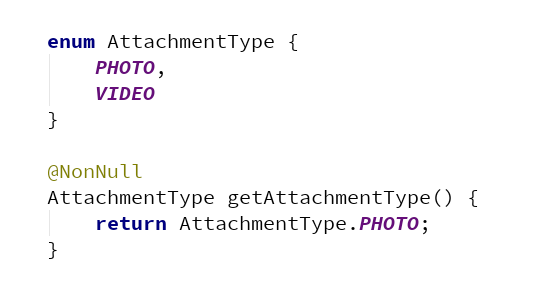 enum AttachmentType {
    PHOTO,
    VIDEO
}
@NonNull
AttachmentType getAttachmentType() {
    return AttachmentType.PHOTO;
}